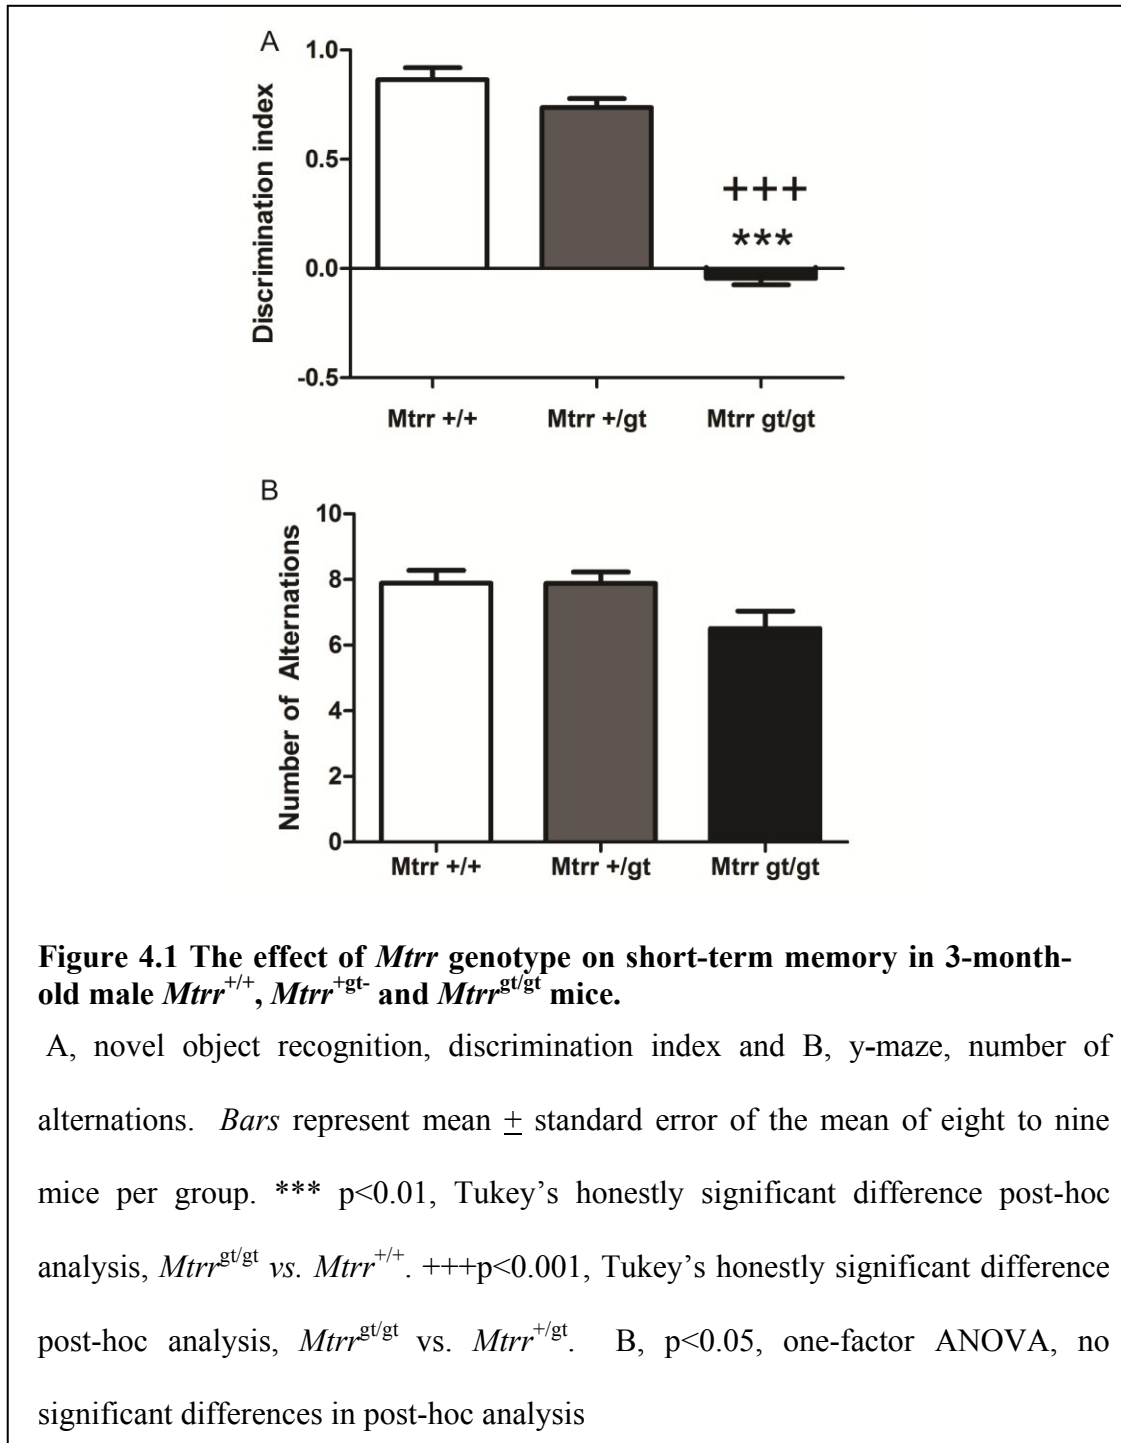 A
1.0
0.5
0.0
-0.5
Discrimination index
+++
***
Mtrr +/+ Mtrr +/gt Mtrr gt/gt
B
10
8
6
4
2
0
Number of Alternations
Mtrr +/+ Mtrr +/gt Mtrr gt/gt
Figure 4.1 The effect of Mtrr genotype on short-term memory in 3-month-
old male Mtrr+/+, Mtrr+gt- and Mtrrgt/gt mice.
A, novel object recognition, discrimination index and B, y-maze, number of
alternations. Bars represent mean ± standard error of the mean of eight to nine
mice per group. *** p<0.01, Tukey's honestly significant difference post-hoc
analysis, Mtrrgt/gt vs. Mtrr+/+. +++p<0.001, Tukey's honestly significant difference
post-hoc analysis, Mtrrgt/gt vs. Mtrr+/gt. B, p<0.05, one-factor ANOVA, no
significant differences in post-hoc analysis